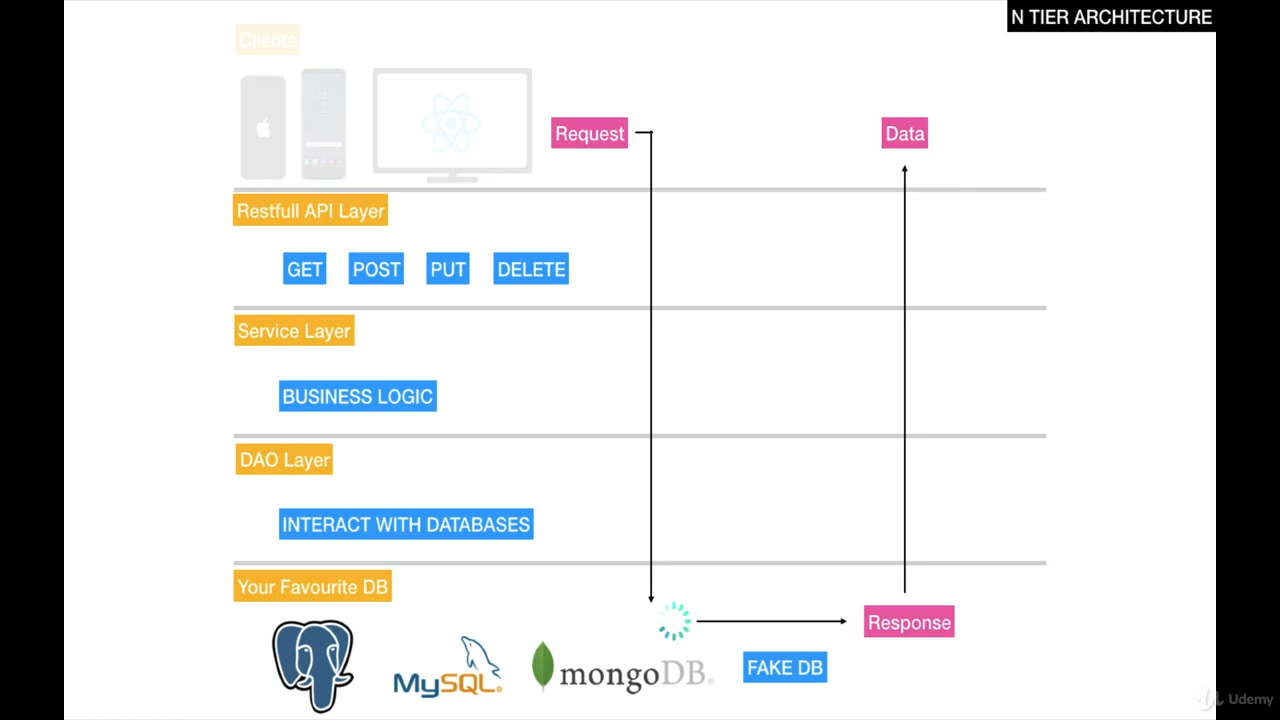 N TIER ARCHITECTURE
Clients
Request
Data
Restfull API Layer
GET POST PUT DELETE
Service Layer
BUSINESS LOGIC
DAO Layer
INTERACT WITH DATABASES
Your Favourite DB
Response
MySQL®
mongoDB®
FAKE DB
Udemy